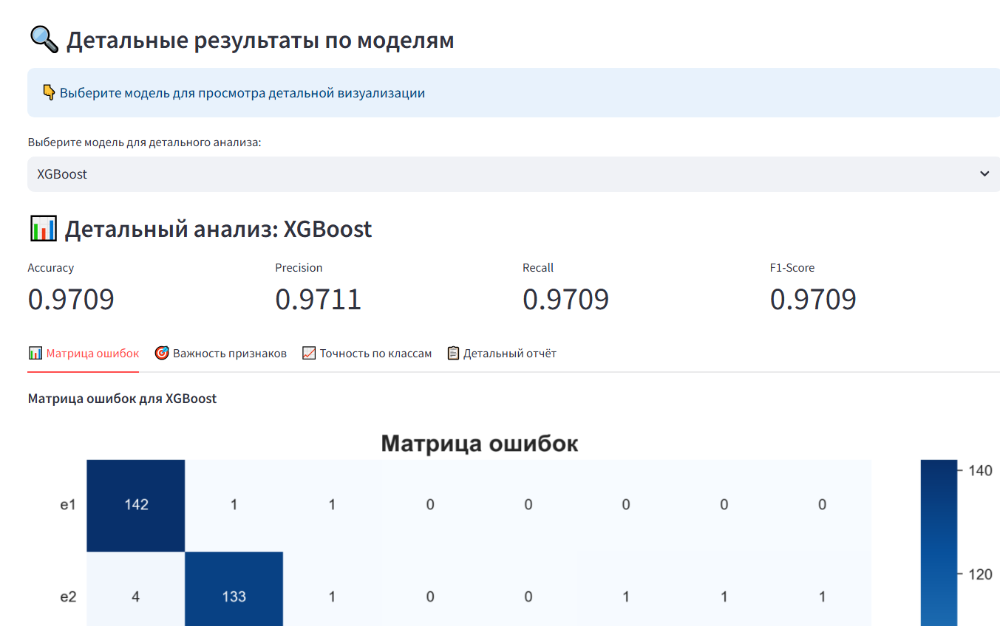 Детальные результаты по моделям
Выберите модель для просмотра детальной визуализации
Выберите модель для детального анализа:
XGBoost
Детальный анализ: XGBoost
Accuracy Precision Recall F1-Score
0.9709 0.9711 0.9709 0.9709
Матрица ошибок Важность признаков Точность по классам Детальный отчёт
Матрица ошибок для XGBoost
Матрица ошибок
140
e1 142 1 1 0 0 0 0 0
120
e2 4 133 1 0 0 1 1 1